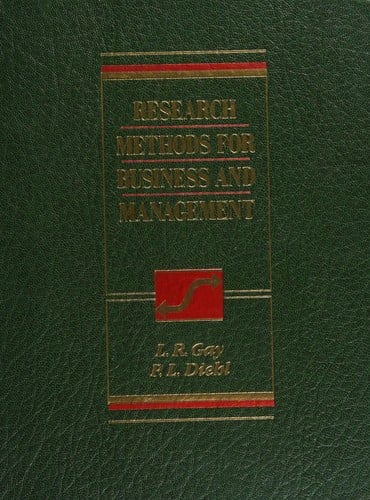 RESEARCH
METHODS FOR
BUSINESS AND
MANAGEMENT
L. R. Gay
P. L. Diehl